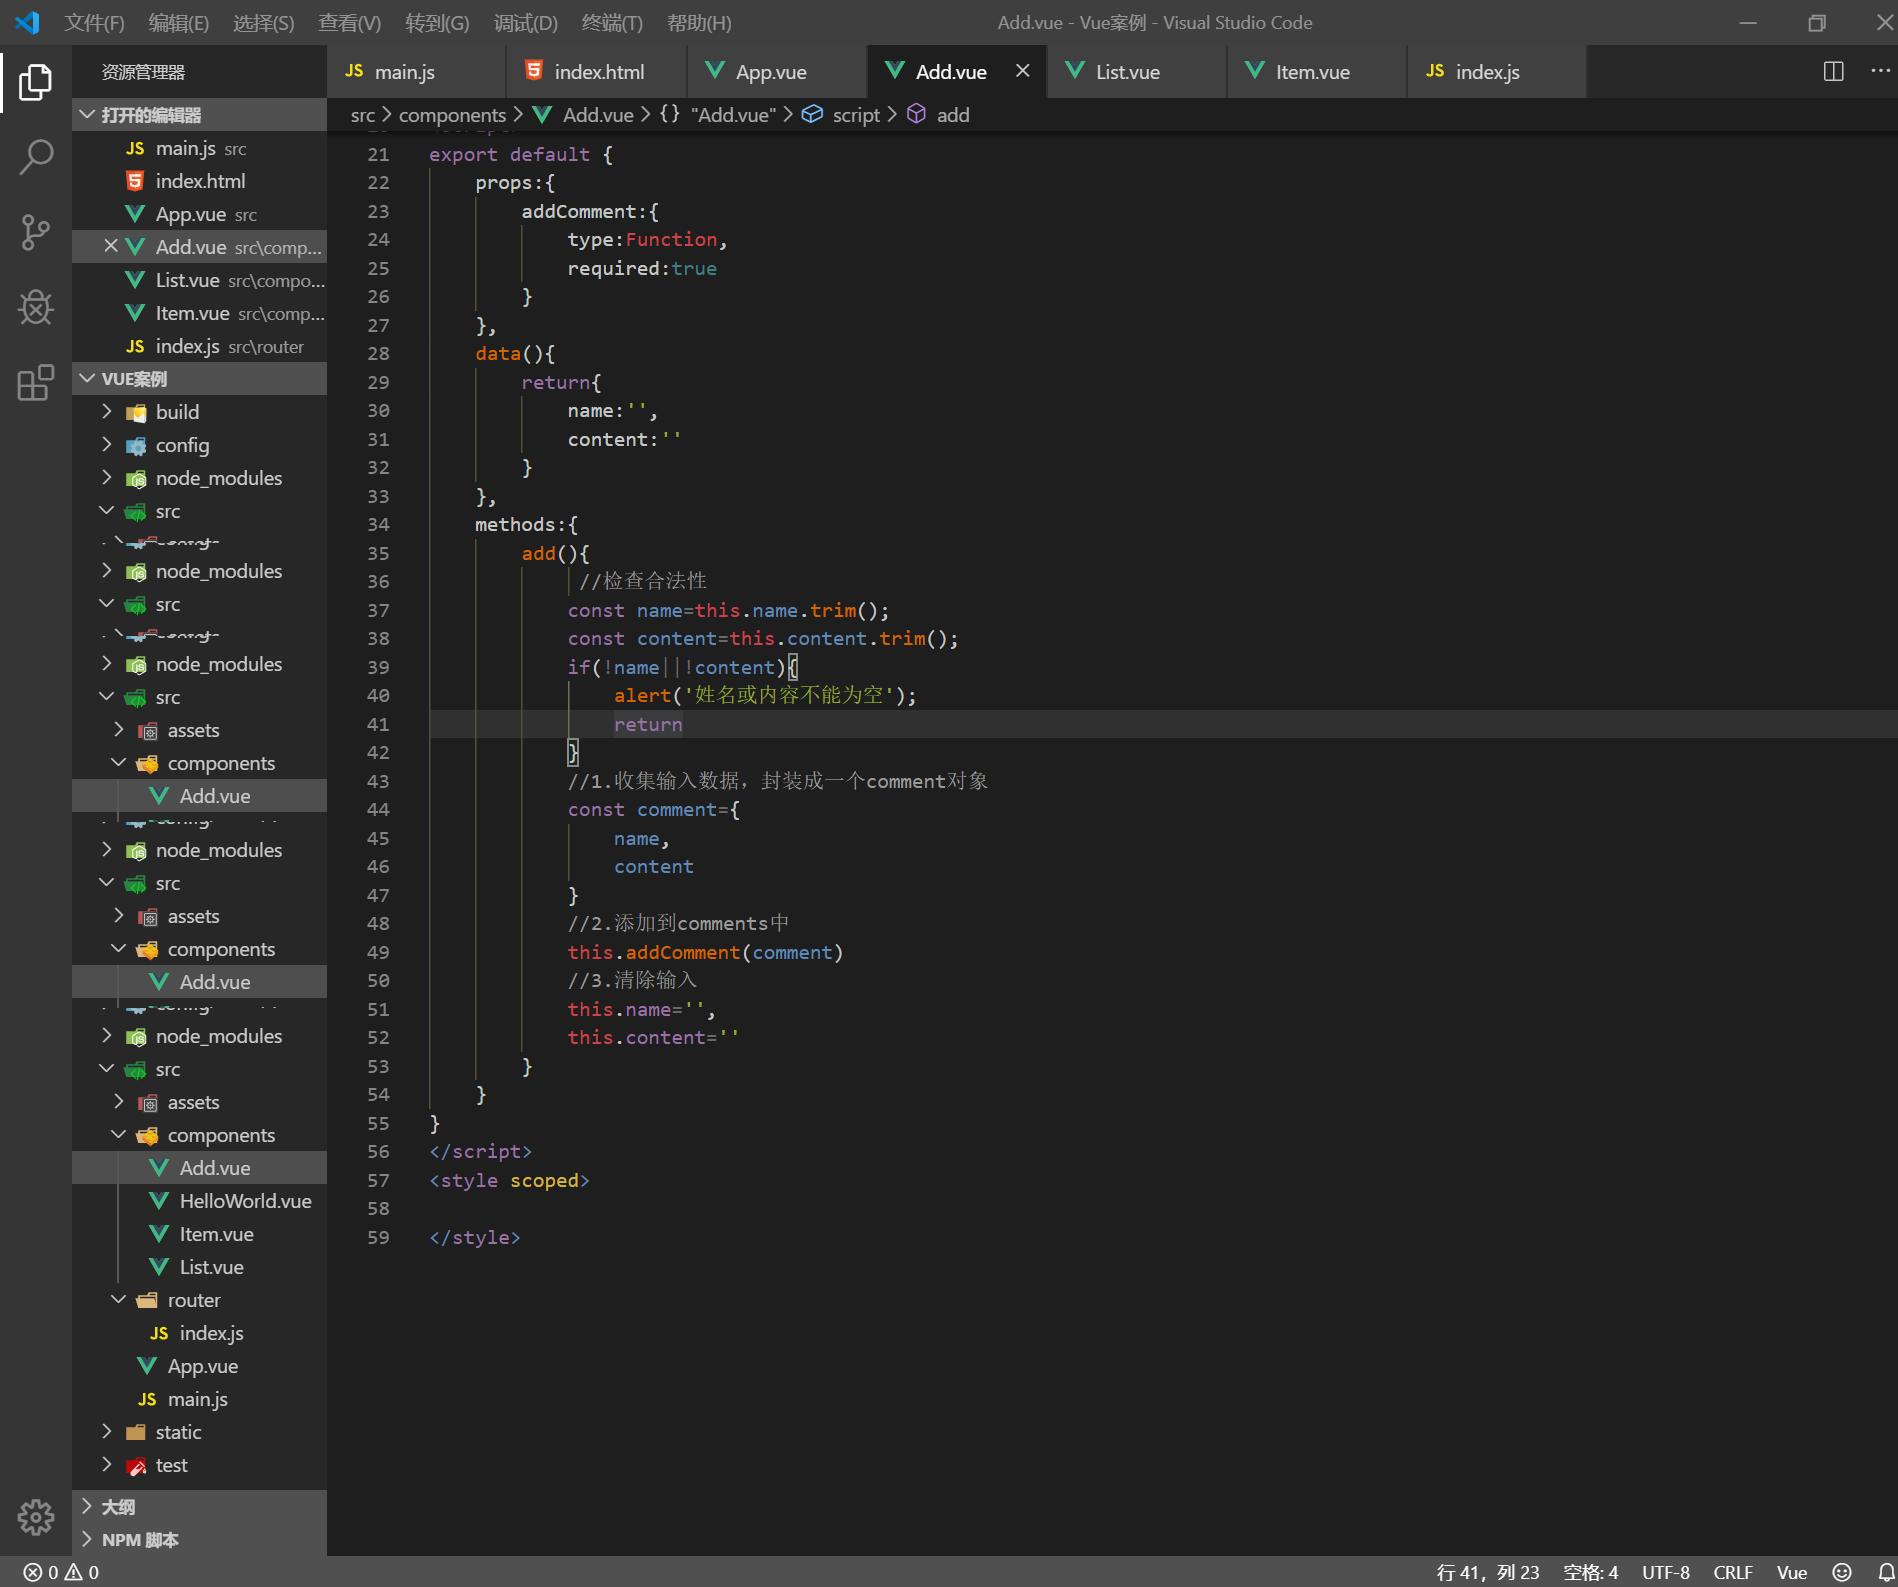 文件(F) 编辑(E) 选择(S) 查看(V) 转到(G) 调试(D) 终端(T) 帮助(H)
Add.vue - Vue案例 - Visual Studio Code
资源管理器
JS main.js
index.html
App.vue
Add.vue
List.vue
Item.vue
JS index.js
打开的编辑器
JS main.js src
index.html
App.vue src
Add.vue src\comp...
List.vue src\compo...
Item.vue src\comp...
JS index.js src\router
VUE案例
build
config
node_modules
src
node_modules
src
node_modules
src
assets
components
Add.vue
node_modules
src
assets
components
Add.vue
node_modules
src
assets
components
Add.vue
HelloWorld.vue
Item.vue
List.vue
router
JS index.js
App.vue
JS main.js
static
test
大纲
NPM 脚本
src > components > Add.vue > {} "Add.vue" > script > add
21 export default {
22 props:{
23 addComment:{
24 type:Function,
25 required:true
26 }
27 },
28 data(){
29 return{
30 name:'',
31 content:''
32 }
33 },
34 methods:{
35 add(){
36 //检查合法性
37 const name=this.name.trim();
38 const content=this.content.trim();
39 if(!name||!content){
40 alert('姓名或内容不能为空');
41 return
42 }
43 //1.收集输入数据，封装成一个comment对象
44 const comment={
45 name,
46 content
47 }
48 //2.添加到comments中
49 this.addComment(comment)
50 //3.清除输入
51 this.name='',
52 this.content=''
53 }
54 }
55 }
56 </script>
57 <style scoped>
58
59 </style>
0 0
行 41，列 23 空格: 4 UTF-8 CRLF Vue